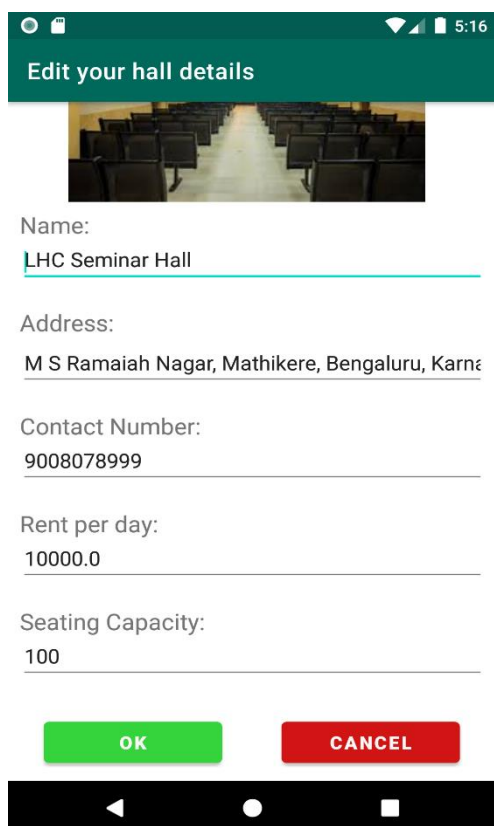 5:16
Edit your hall details
Name:
LHC Seminar Hall
Address:
M S Ramaiah Nagar, Mathikere, Bengaluru, Karna
Contact Number:
9008078999
Rent per day:
10000.0
Seating Capacity:
100
OK CANCEL